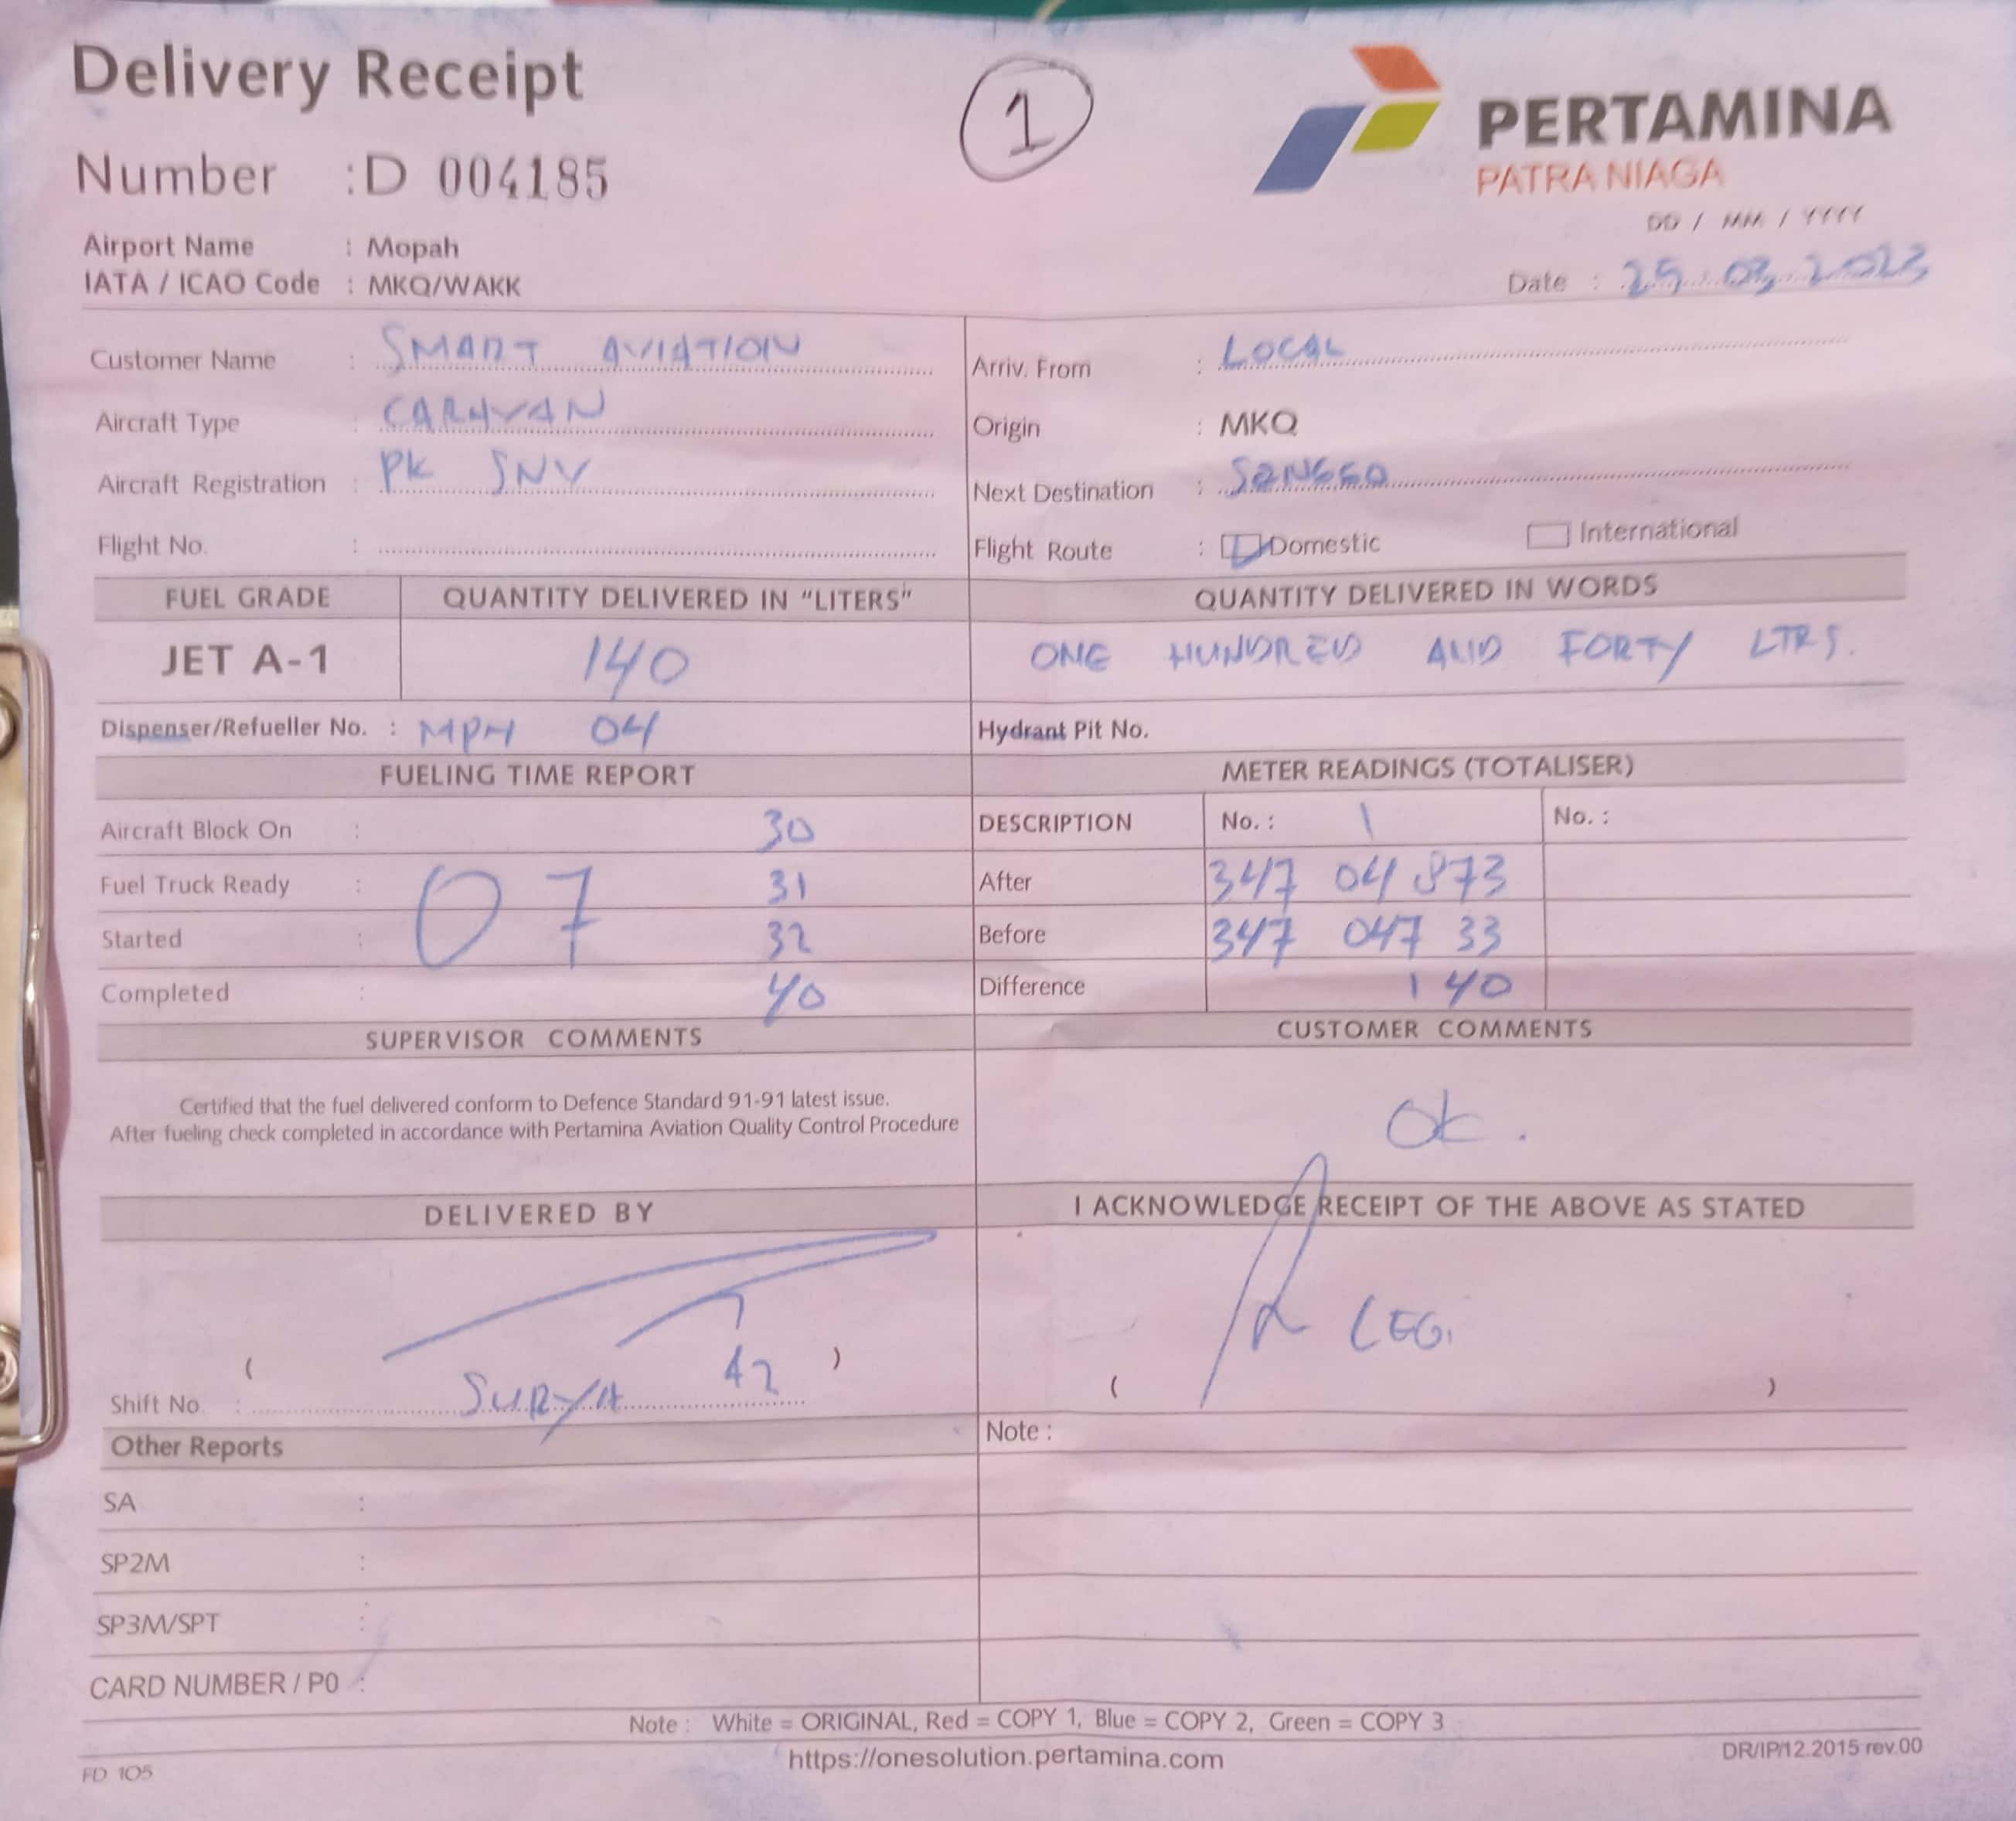 Delivery Receipt
1
PERTAMINA
PATRA NIAGA
Number :D 004185
DD / MM / YYYY
Airport Name : Mopah
IATA / ICAO Code : MKQ/WAKK
Date : 25 03 2023
Customer Name : SMART AVIATION
Arriv. From : LOCAL
Aircraft Type : CARAVAN
Origin : MKQ
Aircraft Registration : PK SNV
Next Destination : SENGGO
Flight No. :
Flight Route : Domestic International
FUEL GRADE QUANTITY DELIVERED IN "LITERS" QUANTITY DELIVERED IN WORDS
JET A-1 140 ONE HUNDRED AND FORTY LTRS.
Dispenser/Refueller No. : MPH 04
Hydrant Pit No.
FUELING TIME REPORT METER READINGS (TOTALISER)
Aircraft Block On : 30
DESCRIPTION No. : 1 No. :
Fuel Truck Ready : 07 31
After 347 04 873
Started : 32
Before 347 047 33
Completed : 40
Difference 140
SUPERVISOR COMMENTS CUSTOMER COMMENTS
Certified that the fuel delivered conform to Defence Standard 91-91 latest issue.
After fueling check completed in accordance with Pertamina Aviation Quality Control Procedure
Ok.
DELIVERED BY I ACKNOWLEDGE RECEIPT OF THE ABOVE AS STATED
( )
( )
Shift No. : SURYA
Other Reports
Note :
SA :
SP2M :
SP3M/SPT :
CARD NUMBER / P0 :
Note : White = ORIGINAL, Red = COPY 1, Blue = COPY 2, Green = COPY 3
https://onesolution.pertamina.com
FD 105
DR/IP/12.2015 rev.00